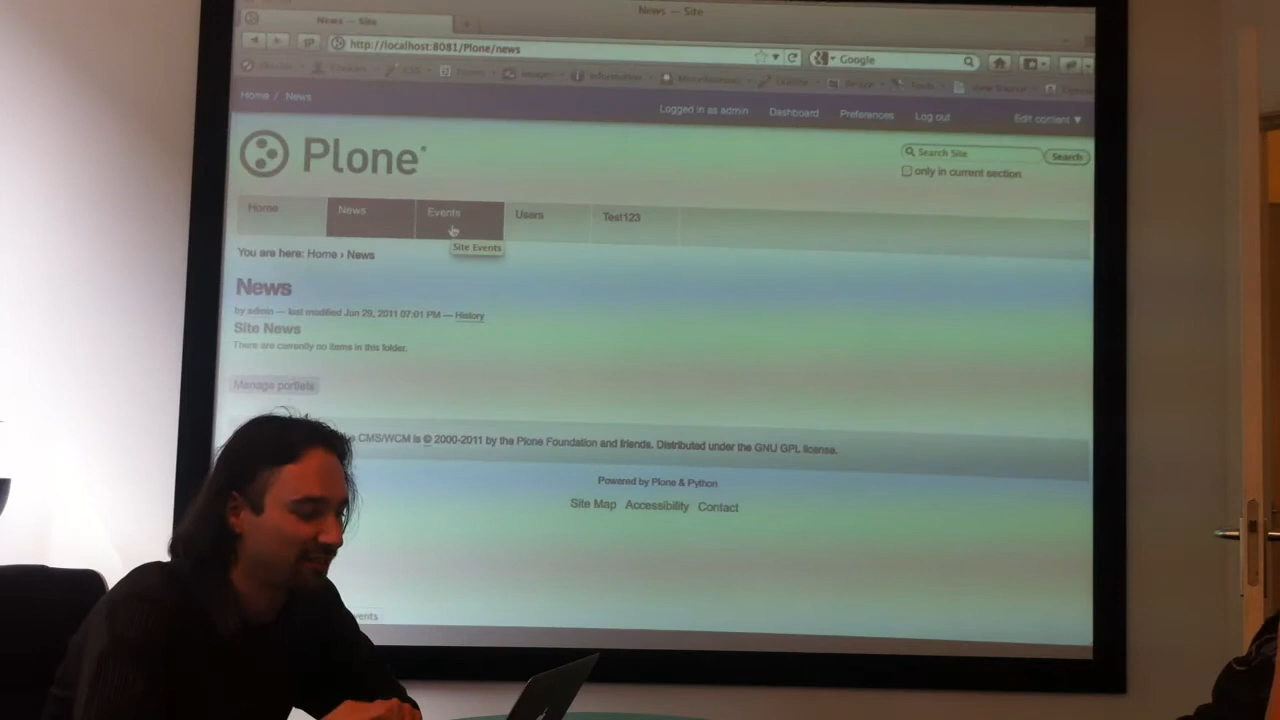 News — Site
News — Site
http://localhost:8081/Plone/news
Google
Information
Home / News
Logged in as admin Dashboard Preferences Log out Edit content ▼
Plone®
Search Site Search
only in current section
Home News Events Users Test123
Site Events
You are here: Home › News
News
by admin — last modified Jun 29, 2011 07:01 PM — History
Site News
There are currently no items in this folder.
Manage portlets
CMS/WCM is © 2000-2011 by the Plone Foundation and friends. Distributed under the GNU GPL license.
Powered by Plone & Python
Site Map Accessibility Contact